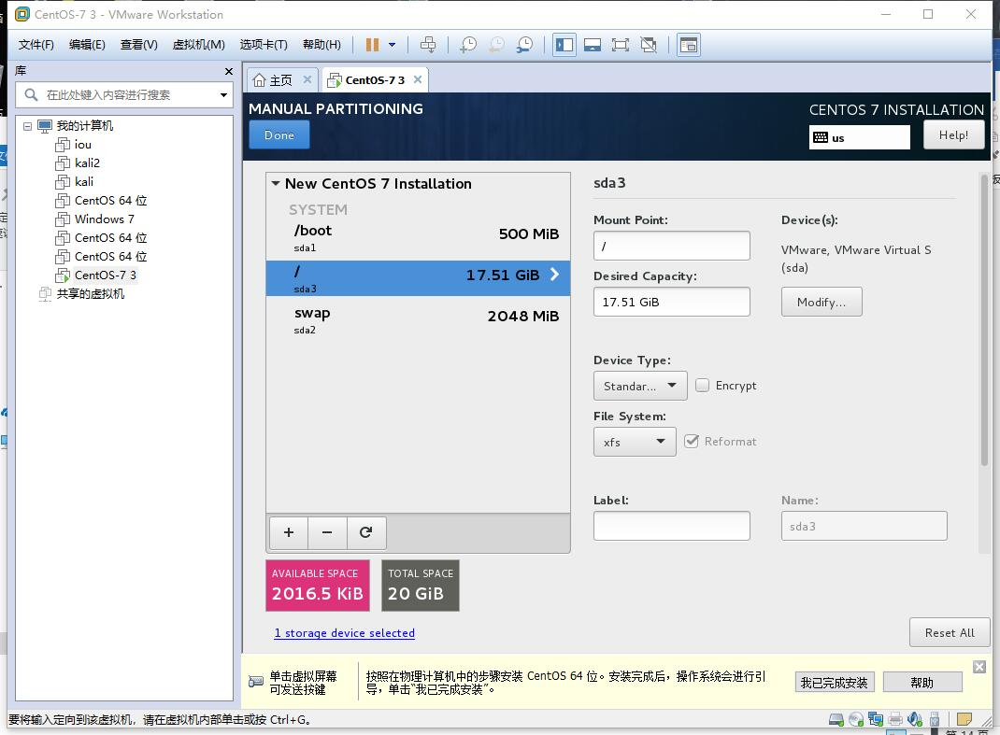 CentOS-7 3 - VMware Workstation
文件(F) 编辑(E) 查看(V) 虚拟机(M) 选项卡(T) 帮助(H)
库
在此处键入内容进行搜索
我的计算机
iou
kali2
kali
CentOS 64 位
Windows 7
CentOS 64 位
CentOS 64 位
CentOS-7 3
共享的虚拟机
主页 CentOS-7 3
MANUAL PARTITIONING
Done
CENTOS 7 INSTALLATION
us Help!
New CentOS 7 Installation
SYSTEM
/boot 500 MiB
sda1
/ 17.51 GiB
sda3
swap 2048 MiB
sda2
+ − 
AVAILABLE SPACE
2016.5 KiB
TOTAL SPACE
20 GiB
1 storage device selected
sda3
Mount Point: Device(s):
/
VMware, VMware Virtual S
(sda)
Desired Capacity:
17.51 GiB Modify...
Device Type:
Standar... Encrypt
File System:
xfs Reformat
Label: Name:
sda3
Reset All
单击虚拟屏幕
可发送按键
按照在物理计算机中的步骤安装 CentOS 64 位。安装完成后，操作系统会进行引
导，单击“我已完成安装”。
我已完成安装 帮助
要将输入定向到该虚拟机，请在虚拟机内部单击或按 Ctrl+G。